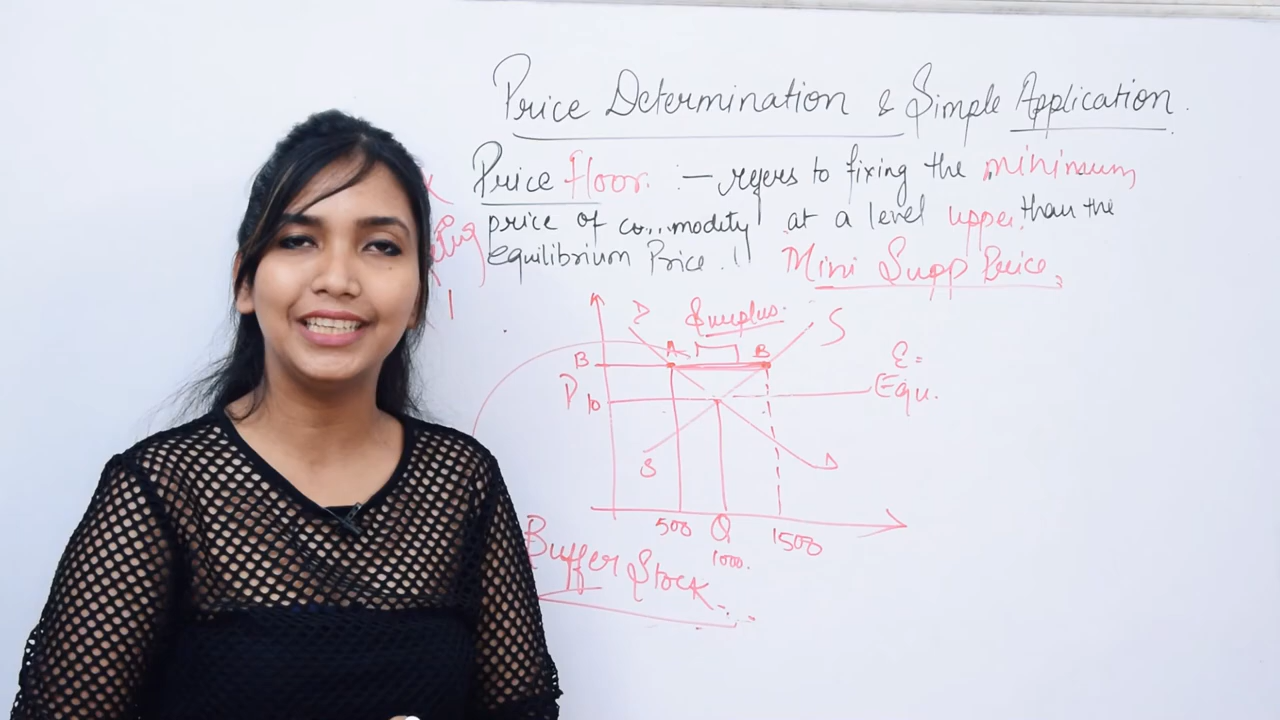 Price Determination & Simple Application.
Price Floor. :- refers to fixing the minimum
price of commodity at a level upper than the
equilibrium Price.
Mini Supp Price
D Surplus. S
A B
B
E =
P 10 Equ.
S D
500 Q 1500
1000.
Buffer Stock